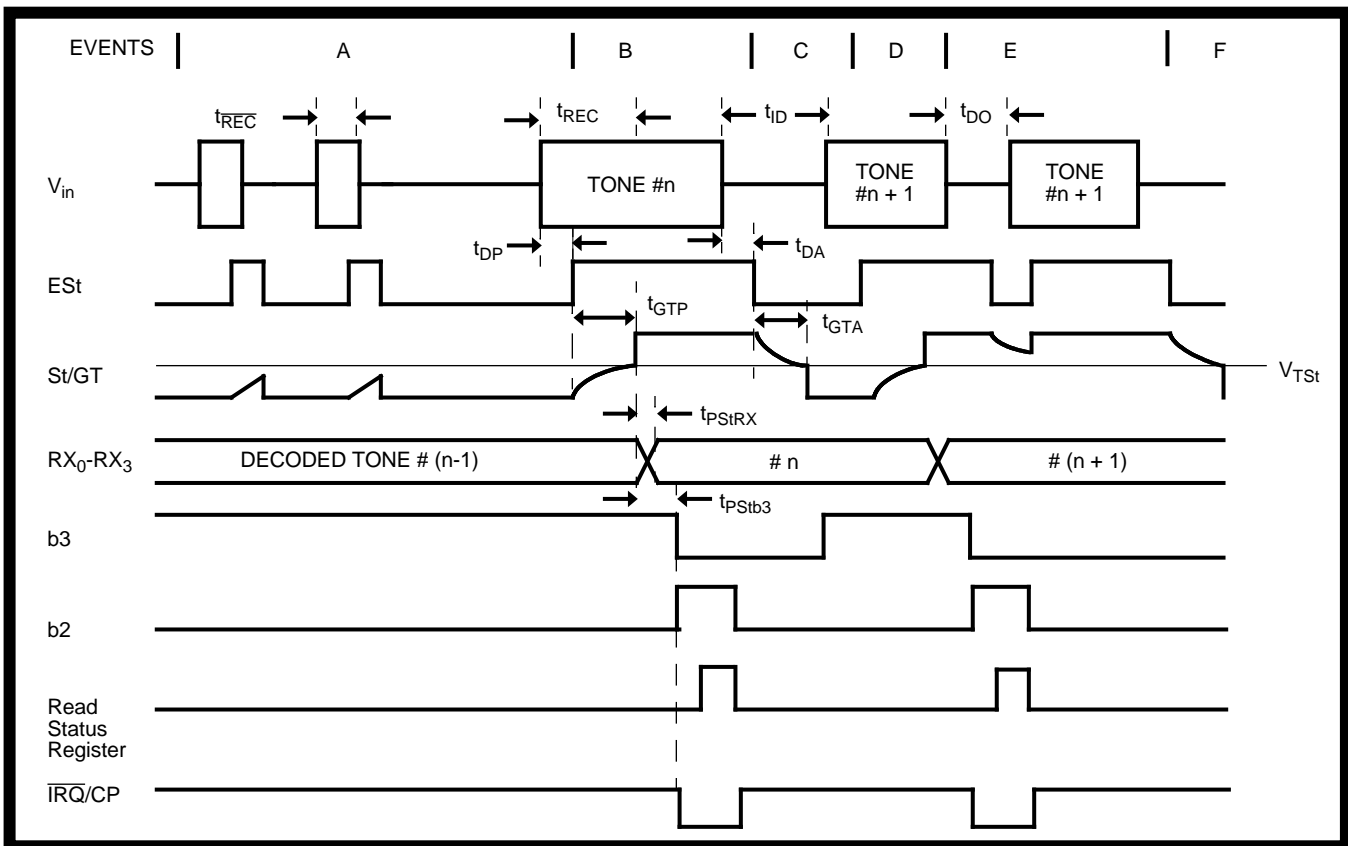 EVENTS A B C D E F
tREC tREC tID tDO
Vin TONE #n TONE #n + 1 TONE #n + 1
tDP tDA
ESt
tGTP tGTA
St/GT VTSt
tPStRX
RX0-RX3 DECODED TONE # (n-1) # n # (n + 1)
tPStb3
b3
b2
Read
Status
Register
IRQ/CP